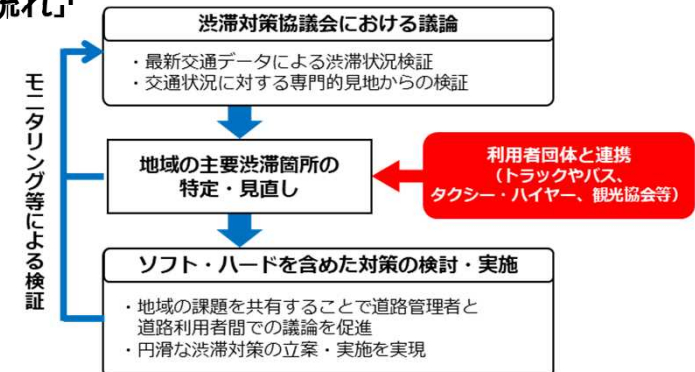 流れ」
渋滞対策協議会における議論
・最新交通データによる渋滞状況検証
・交通状況に対する専門的見地からの検証
モニタリング等による検証
地域の主要渋滞箇所の
特定・見直し
利用者団体と連携
（トラックやバス、
タクシー・ハイヤー、観光協会等）
ソフト・ハードを含めた対策の検討・実施
・地域の課題を共有することで道路管理者と
道路利用者間での議論を促進
・円滑な渋滞対策の立案・実施を実現